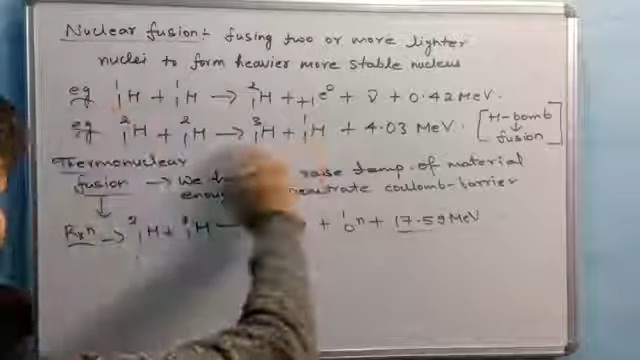 Nuclear fusion :- fusing two or more lighter
nuclei to form heavier more stable nucleus
eg ¹₁H + ¹₁H → ²₁H + ₊₁e⁰ + ν + 0.42 MeV.
eg ²₁H + ²₁H → ³₁H + ¹₁H + 4.03 MeV. [H-bomb ↓ fusion]
Thermonuclear raise temp. of material
fusion → We coulomb-barrier
↓
Rxⁿ → ²₁H + ³₁H — + ¹₀n + 17.59 MeV